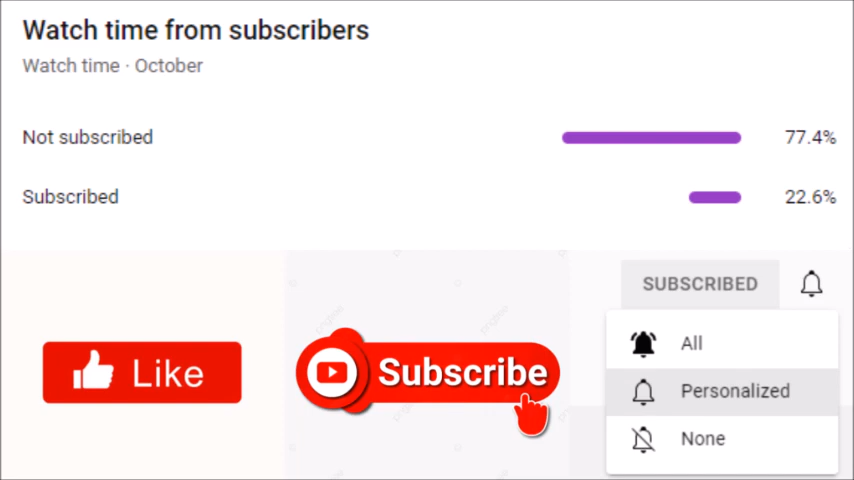 Watch time from subscribers
Watch time · October
Not subscribed 77.4%
Subscribed 22.6%
SUBSCRIBED
All
Like
Subscribe
Personalized
None